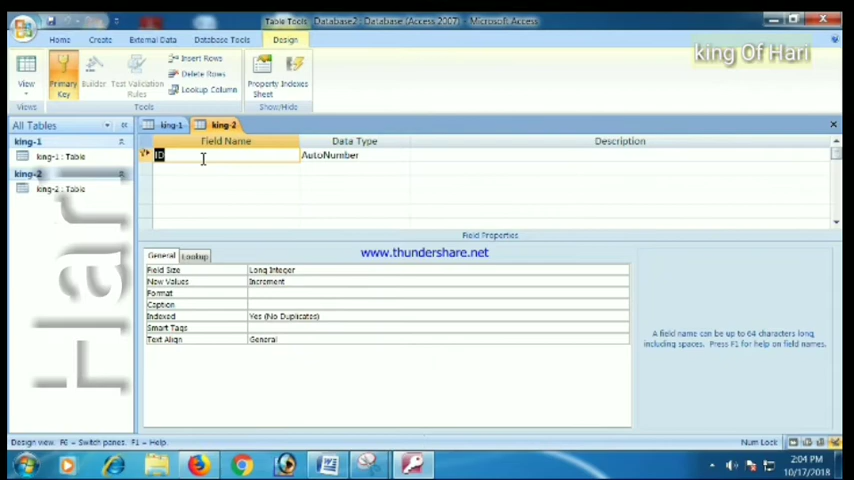 Table Tools Database2 : Database (Access 2007) - Microsoft Access
Home Create External Data Database Tools Design
king Of Hari
View
Primary Key
Builder
Test Validation Rules
Insert Rows
Delete Rows
Lookup Column
Property Sheet
Indexes
Views Tools Show/Hide
All Tables
king-1 king-2
Field Name Data Type Description
king-1
king-1 : Table
ID AutoNumber
king-2
king-2 : Table
Field Properties
General Lookup
www.thundershare.net
Field Size Long Integer
New Values Increment
Format
Caption
Indexed Yes (No Duplicates)
Smart Tags
Text Align General
A field name can be up to 64 characters long,
including spaces. Press F1 for help on field names.
Hari
Design view. F6 = Switch panes. F1 = Help.
Num Lock
2:04 PM
10/17/2018